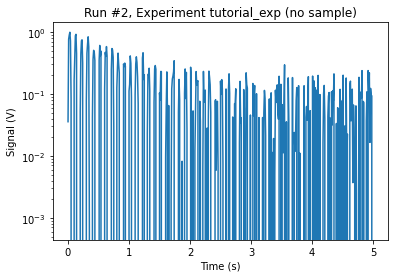 Run #2, Experiment tutorial_exp (no sample)
Signal (V)
10⁰
10⁻¹
10⁻²
10⁻³
0 1 2 3 4 5
Time (s)